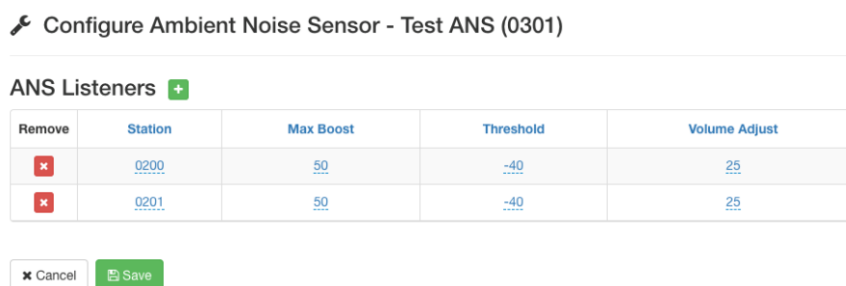 Configure Ambient Noise Sensor - Test ANS (0301)
ANS Listeners
Remove Station Max Boost Threshold Volume Adjust
0200 50 -40 25
0201 50 -40 25
Cancel Save